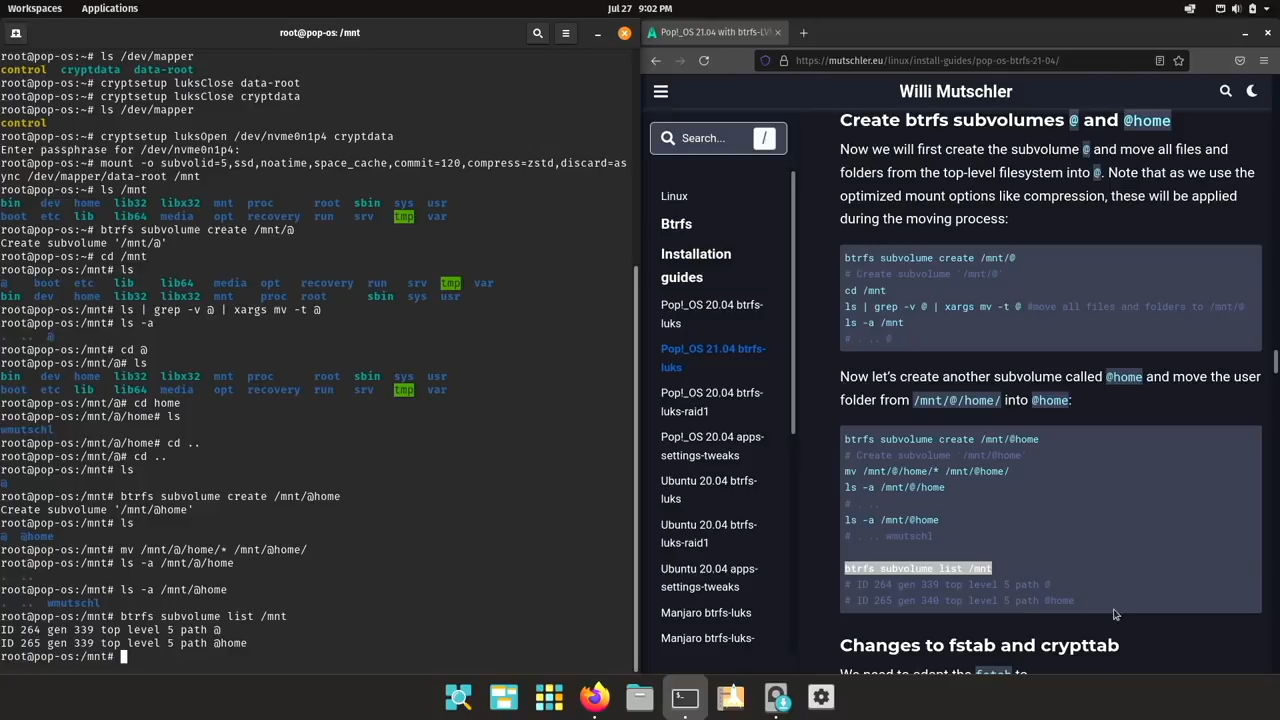 Workspaces Applications Jul 27 9:02 PM
root@pop-os: /mnt
root@pop-os:~# ls /dev/mapper
control cryptdata data-root
root@pop-os:~# cryptsetup luksClose data-root
root@pop-os:~# cryptsetup luksClose cryptdata
root@pop-os:~# ls /dev/mapper
control
root@pop-os:~# cryptsetup luksOpen /dev/nvme0n1p4 cryptdata
Enter passphrase for /dev/nvme0n1p4:
root@pop-os:~# mount -o subvolid=5,ssd,noatime,space_cache,commit=120,compress=zstd,discard=as
ync /dev/mapper/data-root /mnt
root@pop-os:~# ls /mnt
bin dev home lib32 libx32 mnt proc root sbin sys usr
boot etc lib lib64 media opt recovery run srv tmp var
root@pop-os:~# btrfs subvolume create /mnt/@
Create subvolume '/mnt/@'
root@pop-os:~# cd /mnt
root@pop-os:/mnt# ls
@ boot etc lib lib64 media opt recovery run srv tmp var
bin dev home lib32 libx32 mnt proc root sbin sys usr
root@pop-os:/mnt# ls | grep -v @ | xargs mv -t @
root@pop-os:/mnt# ls -a
. .. @
root@pop-os:/mnt# cd @
root@pop-os:/mnt/@# ls
bin dev home lib32 libx32 mnt proc root sbin sys usr
boot etc lib lib64 media opt recovery run srv tmp var
root@pop-os:/mnt/@# cd home
root@pop-os:/mnt/@/home# ls
wmutschl
root@pop-os:/mnt/@/home# cd ..
root@pop-os:/mnt/@# cd ..
root@pop-os:/mnt# ls
@
root@pop-os:/mnt# btrfs subvolume create /mnt/@home
Create subvolume '/mnt/@home'
root@pop-os:/mnt# ls
@ @home
root@pop-os:/mnt# mv /mnt/@/home/* /mnt/@home/
root@pop-os:/mnt# ls -a /mnt/@/home
. ..
root@pop-os:/mnt# ls -a /mnt/@home
. .. wmutschl
root@pop-os:/mnt# btrfs subvolume list /mnt
ID 264 gen 339 top level 5 path @
ID 265 gen 340 top level 5 path @home
root@pop-os:/mnt#
Pop!_OS 21.04 with btrfs-LV
https://mutschler.eu/linux/install-guides/pop-os-btrfs-21-04/
Willi Mutschler
Search... /
Linux
Btrfs
Installation
guides
Pop!_OS 20.04 btrfs-
luks
Pop!_OS 21.04 btrfs-
luks
Pop!_OS 20.04 btrfs-
luks-raid1
Pop!_OS 20.04 apps-
settings-tweaks
Ubuntu 20.04 btrfs-
luks
Ubuntu 20.04 btrfs-
luks-raid1
Ubuntu 20.04 apps-
settings-tweaks
Manjaro btrfs-luks
Manjaro btrfs-luks-
Create btrfs subvolumes @ and @home
Now we will first create the subvolume @ and move all files and
folders from the top-level filesystem into @. Note that as we use the
optimized mount options like compression, these will be applied
during the moving process:
btrfs subvolume create /mnt/@
# Create subvolume '/mnt/@'
cd /mnt
ls | grep -v @ | xargs mv -t @ #move all files and folders to /mnt/@
ls -a /mnt
# . .. @
Now let's create another subvolume called @home and move the user
folder from /mnt/@/home/ into @home:
btrfs subvolume create /mnt/@home
# Create subvolume '/mnt/@home'
mv /mnt/@/home/* /mnt/@home/
ls -a /mnt/@/home
# . ..
ls -a /mnt/@home
# . .. wmutschl
btrfs subvolume list /mnt
# ID 264 gen 339 top level 5 path @
# ID 265 gen 340 top level 5 path @home
Changes to fstab and crypttab
We need to adapt the fstab to